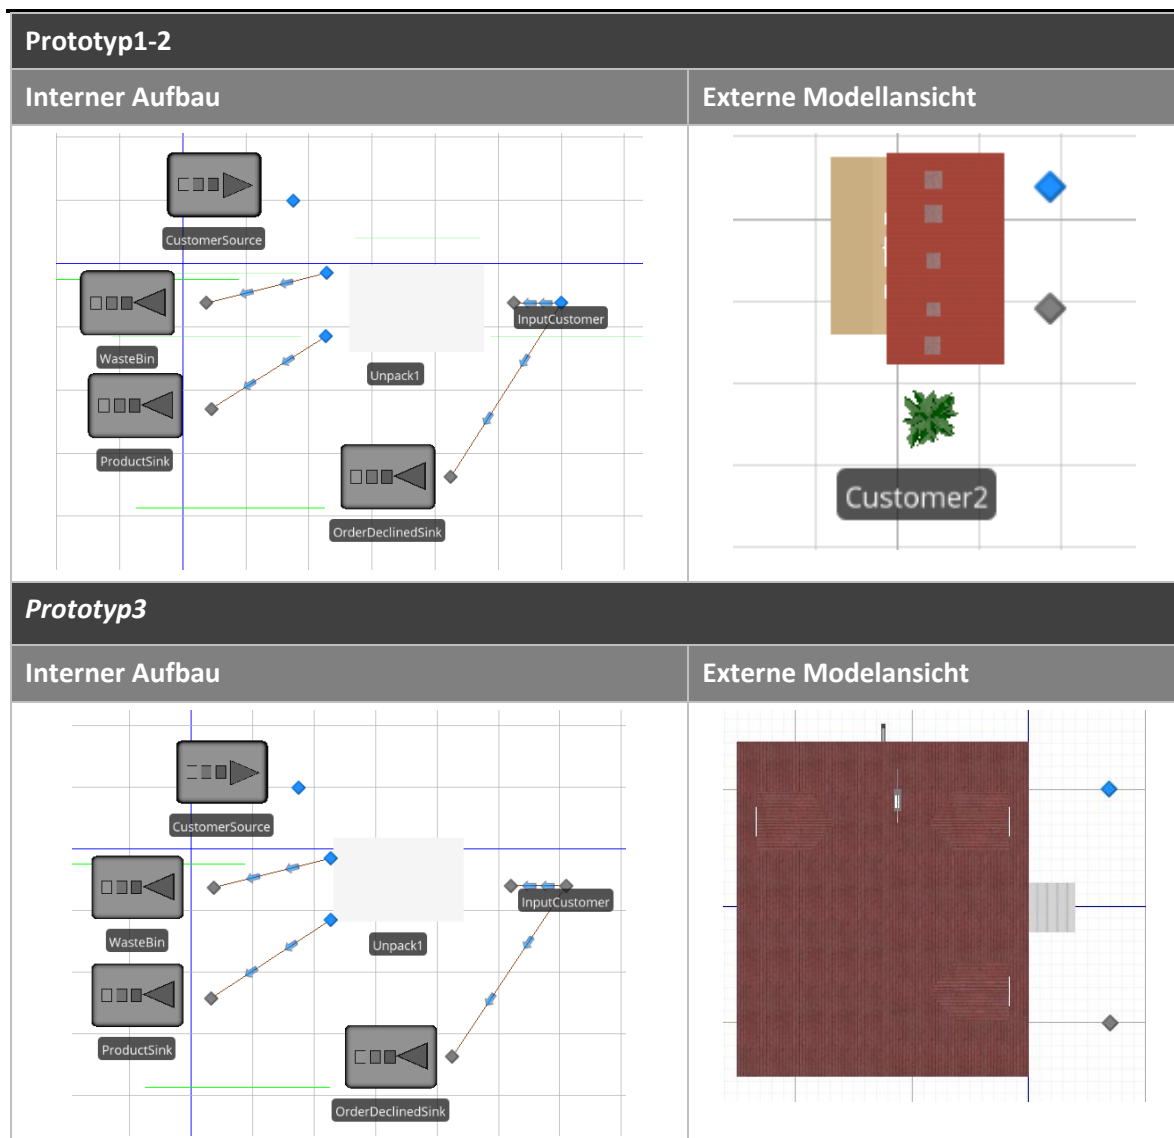 Prototyp1-2
Interner Aufbau
Externe Modellansicht
CustomerSource
InputCustomer
WasteBin
Unpack1
ProductSink
OrderDeclinedSink
Customer2
Prototyp3
Interner Aufbau
Externe Modelansicht
CustomerSource
InputCustomer
WasteBin
Unpack1
ProductSink
OrderDeclinedSink